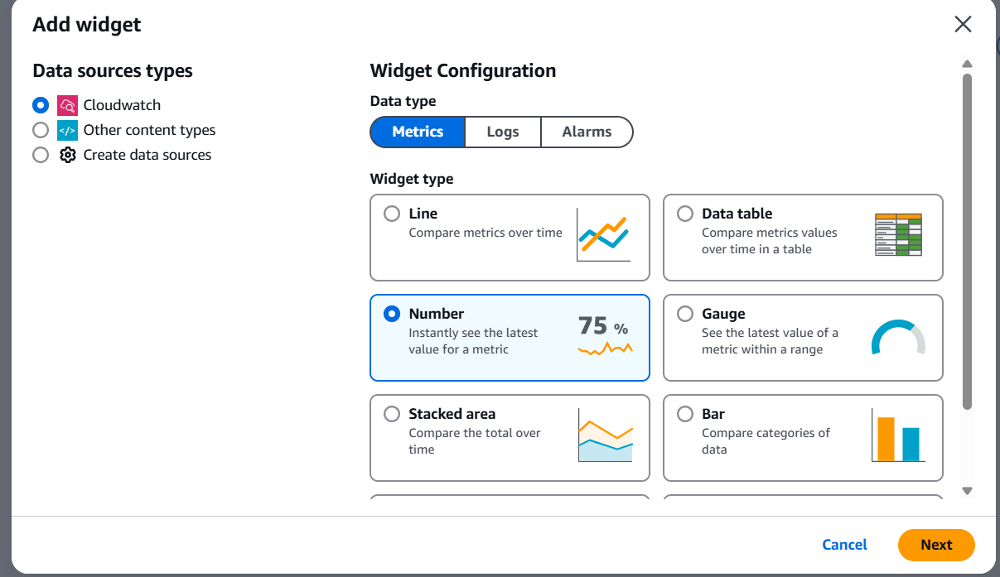 Add widget
Data sources types
Cloudwatch
</> Other content types
Create data sources
Widget Configuration
Data type
Metrics Logs Alarms
Widget type
Line
Compare metrics over time
Data table
Compare metrics values
over time in a table
Number
Instantly see the latest
value for a metric
75 %
Gauge
See the latest value of a
metric within a range
Stacked area
Compare the total over
time
Bar
Compare categories of
data
Cancel Next